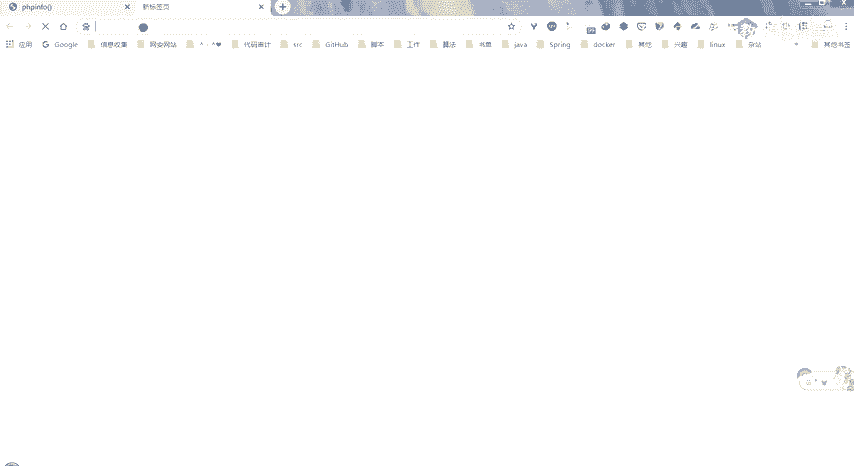 phpinfo() 新标签页
应用 Google 信息收集 网安网站 代码审计 src GitHub 脚本 工作 算法 书单 java Spring docker 其他 兴趣 linux 杂站 » 其他书签